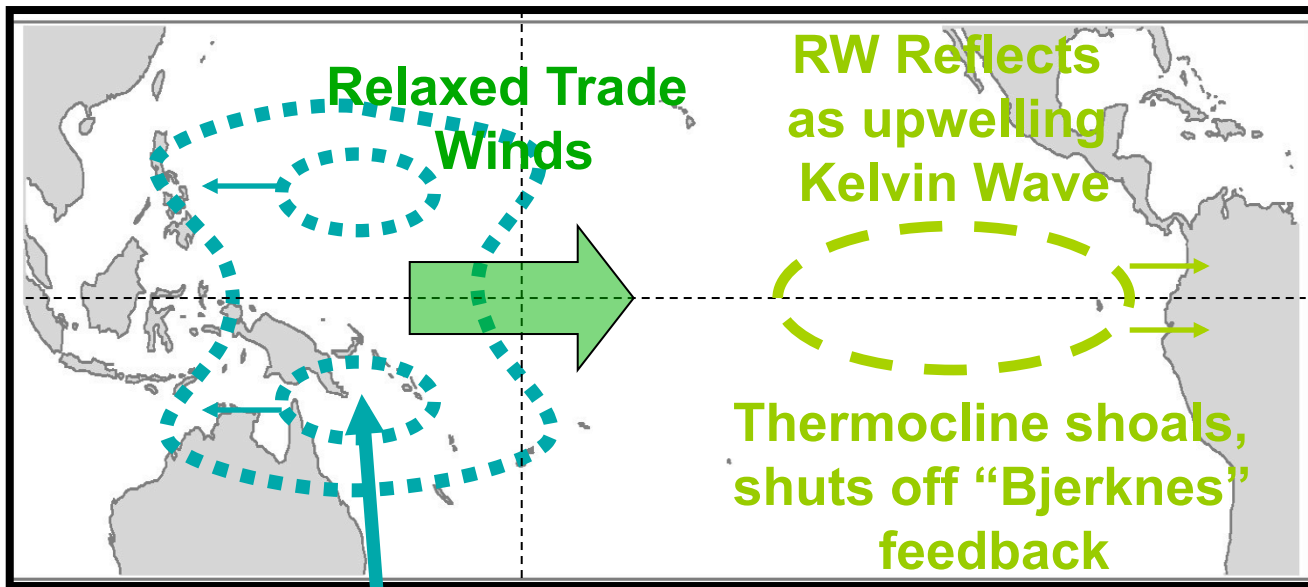 Relaxed Trade
Winds
RW Reflects
as upwelling
Kelvin Wave
Thermocline shoals,
shuts off “Bjerknes”
feedback